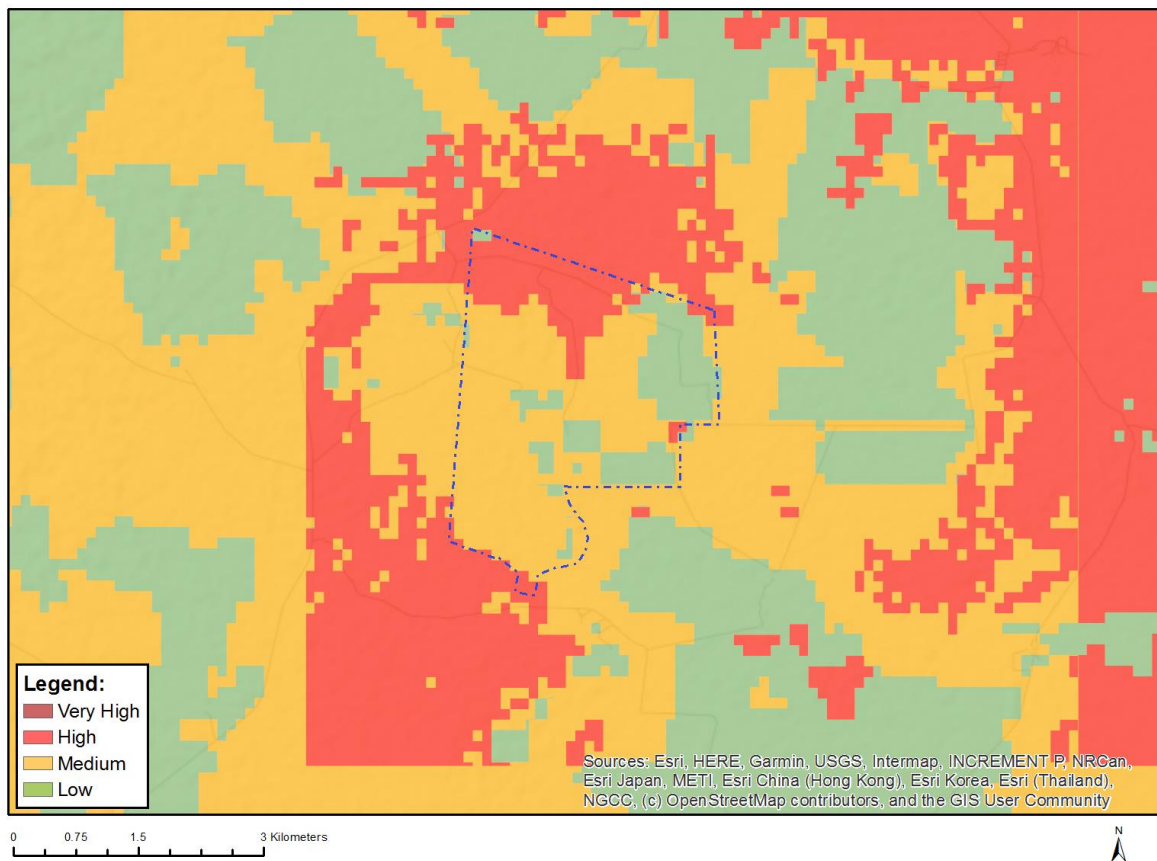 Legend:
Very High
High
Medium
Low
Sources: Esri, HERE, Garmin, USGS, Intermap, INCREMENT P, NRCan,
Esri Japan, METI, Esri China (Hong Kong), Esri Korea, Esri (Thailand),
NGCC, (c) OpenStreetMap contributors, and the GIS User Community
0 0.75 1.5 3 Kilometers
N